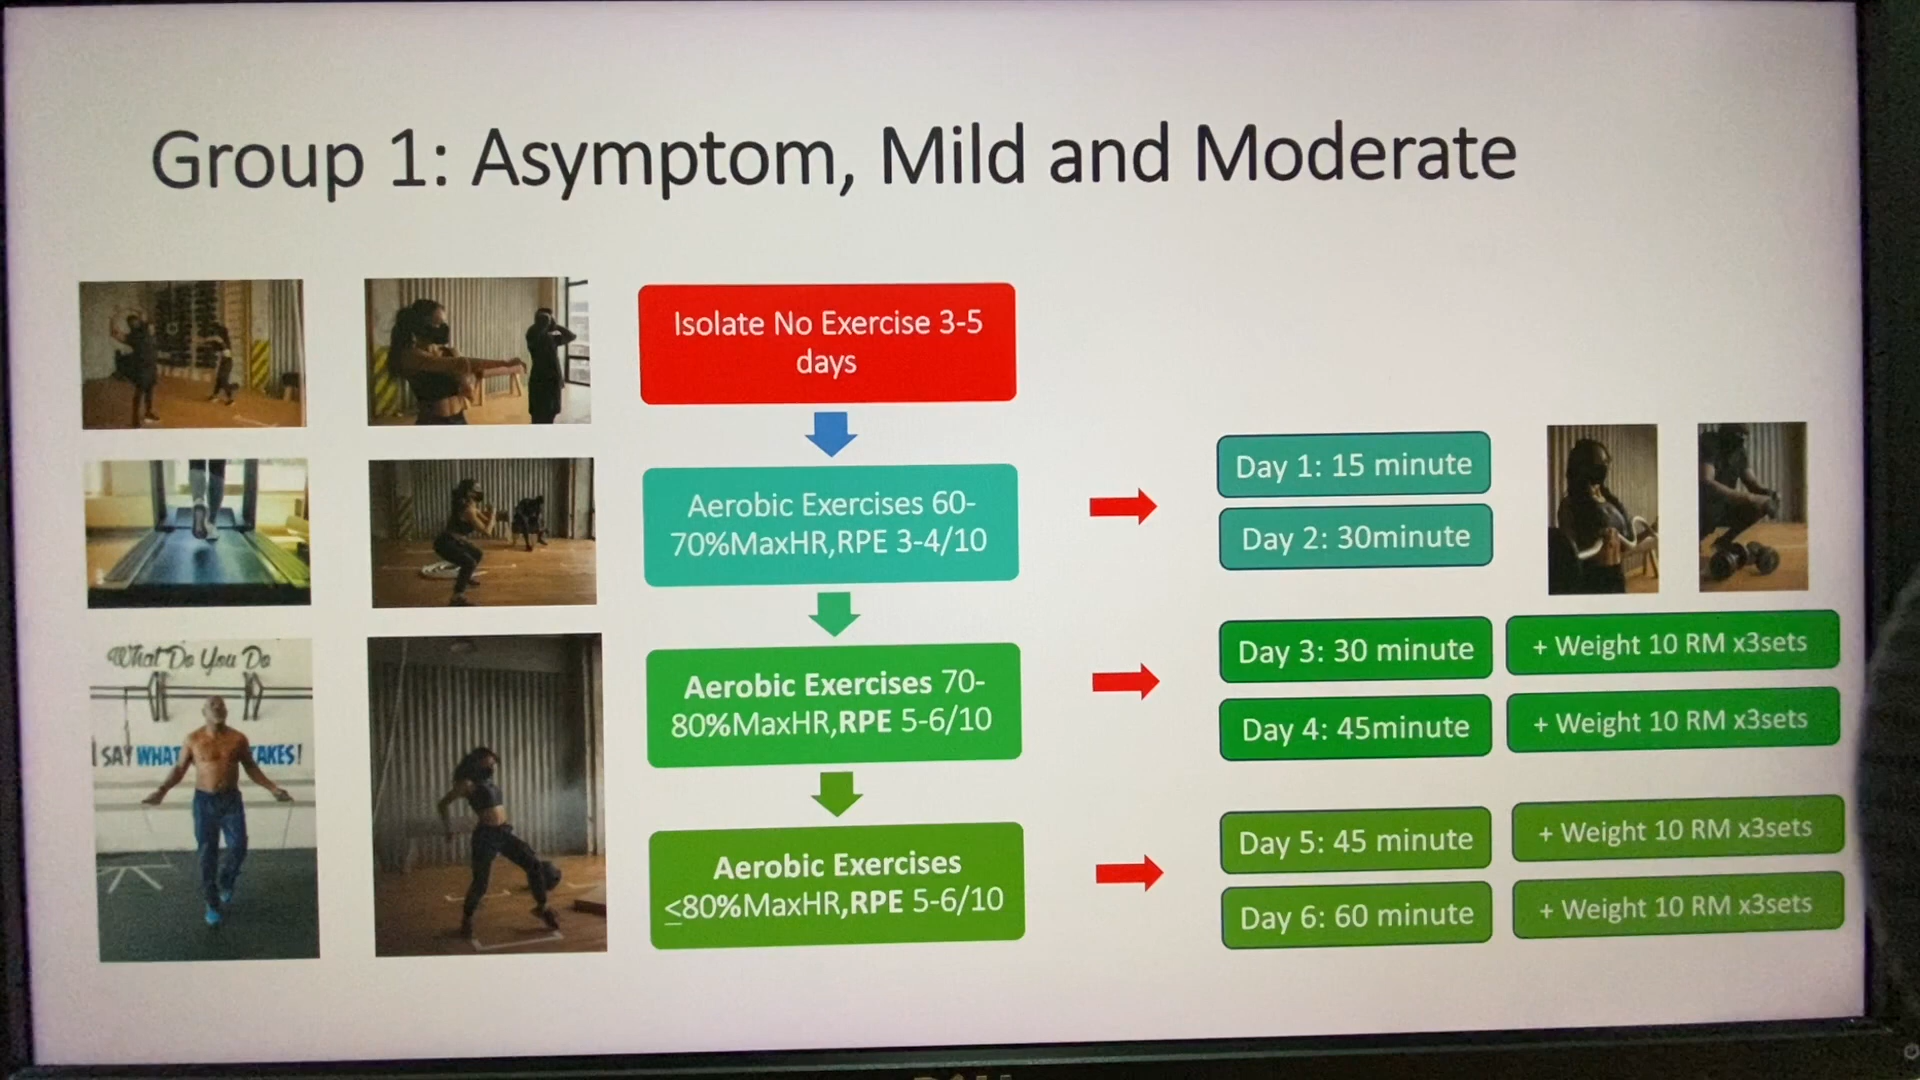 Group 1: Asymptom, Mild and Moderate
Isolate No Exercise 3-5
days
Aerobic Exercises 60-
70%MaxHR,RPE 3-4/10
Day 1: 15 minute
Day 2: 30minute
Aerobic Exercises 70-
80%MaxHR,RPE 5-6/10
Day 3: 30 minute
+ Weight 10 RM x3sets
Day 4: 45minute
+ Weight 10 RM x3sets
Aerobic Exercises
≤80%MaxHR,RPE 5-6/10
Day 5: 45 minute
+ Weight 10 RM x3sets
Day 6: 60 minute
+ Weight 10 RM x3sets
What Do You Do
I SAY WHAT TAKES!